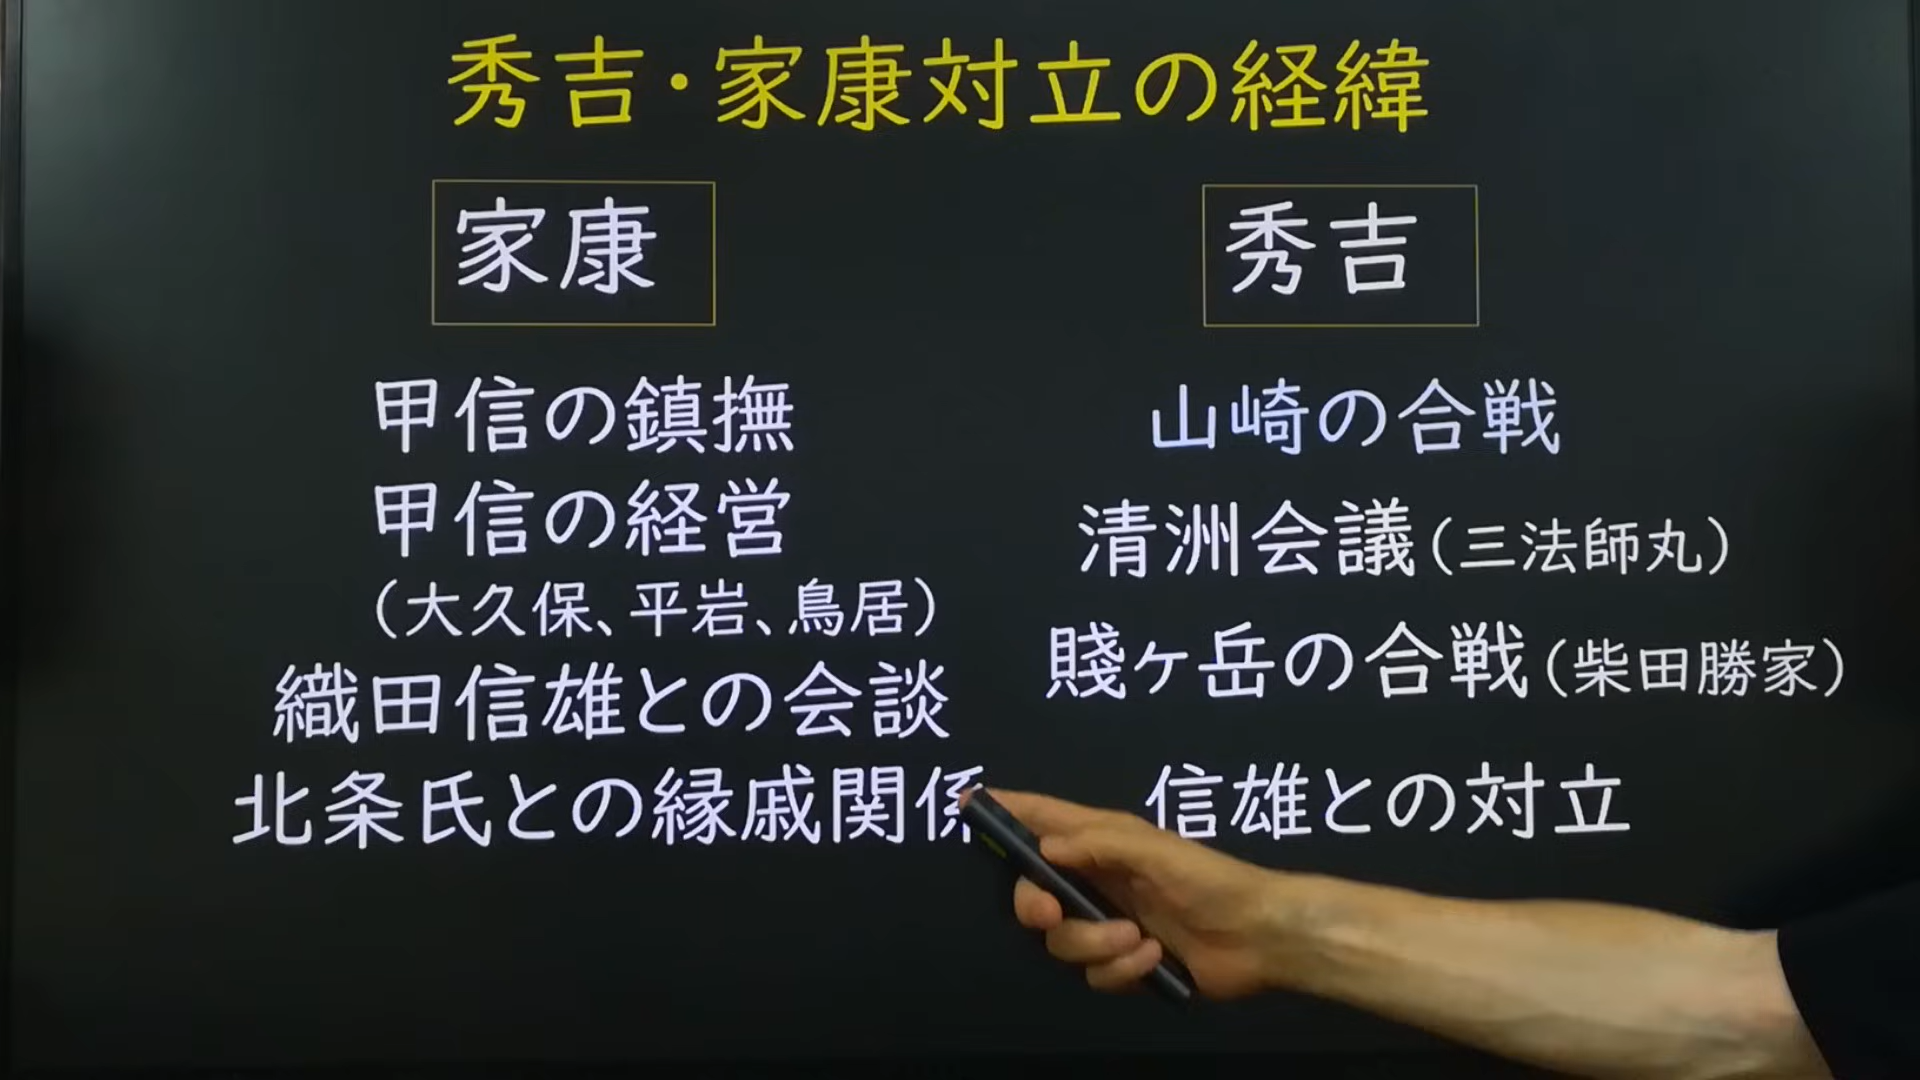 秀吉・家康対立の経緯
家康
甲信の鎮撫
甲信の経営
（大久保、平岩、鳥居）
織田信雄との会談
北条氏との縁戚関係
秀吉
山崎の合戦
清洲会議（三法師丸）
賤ヶ岳の合戦（柴田勝家）
信雄との対立